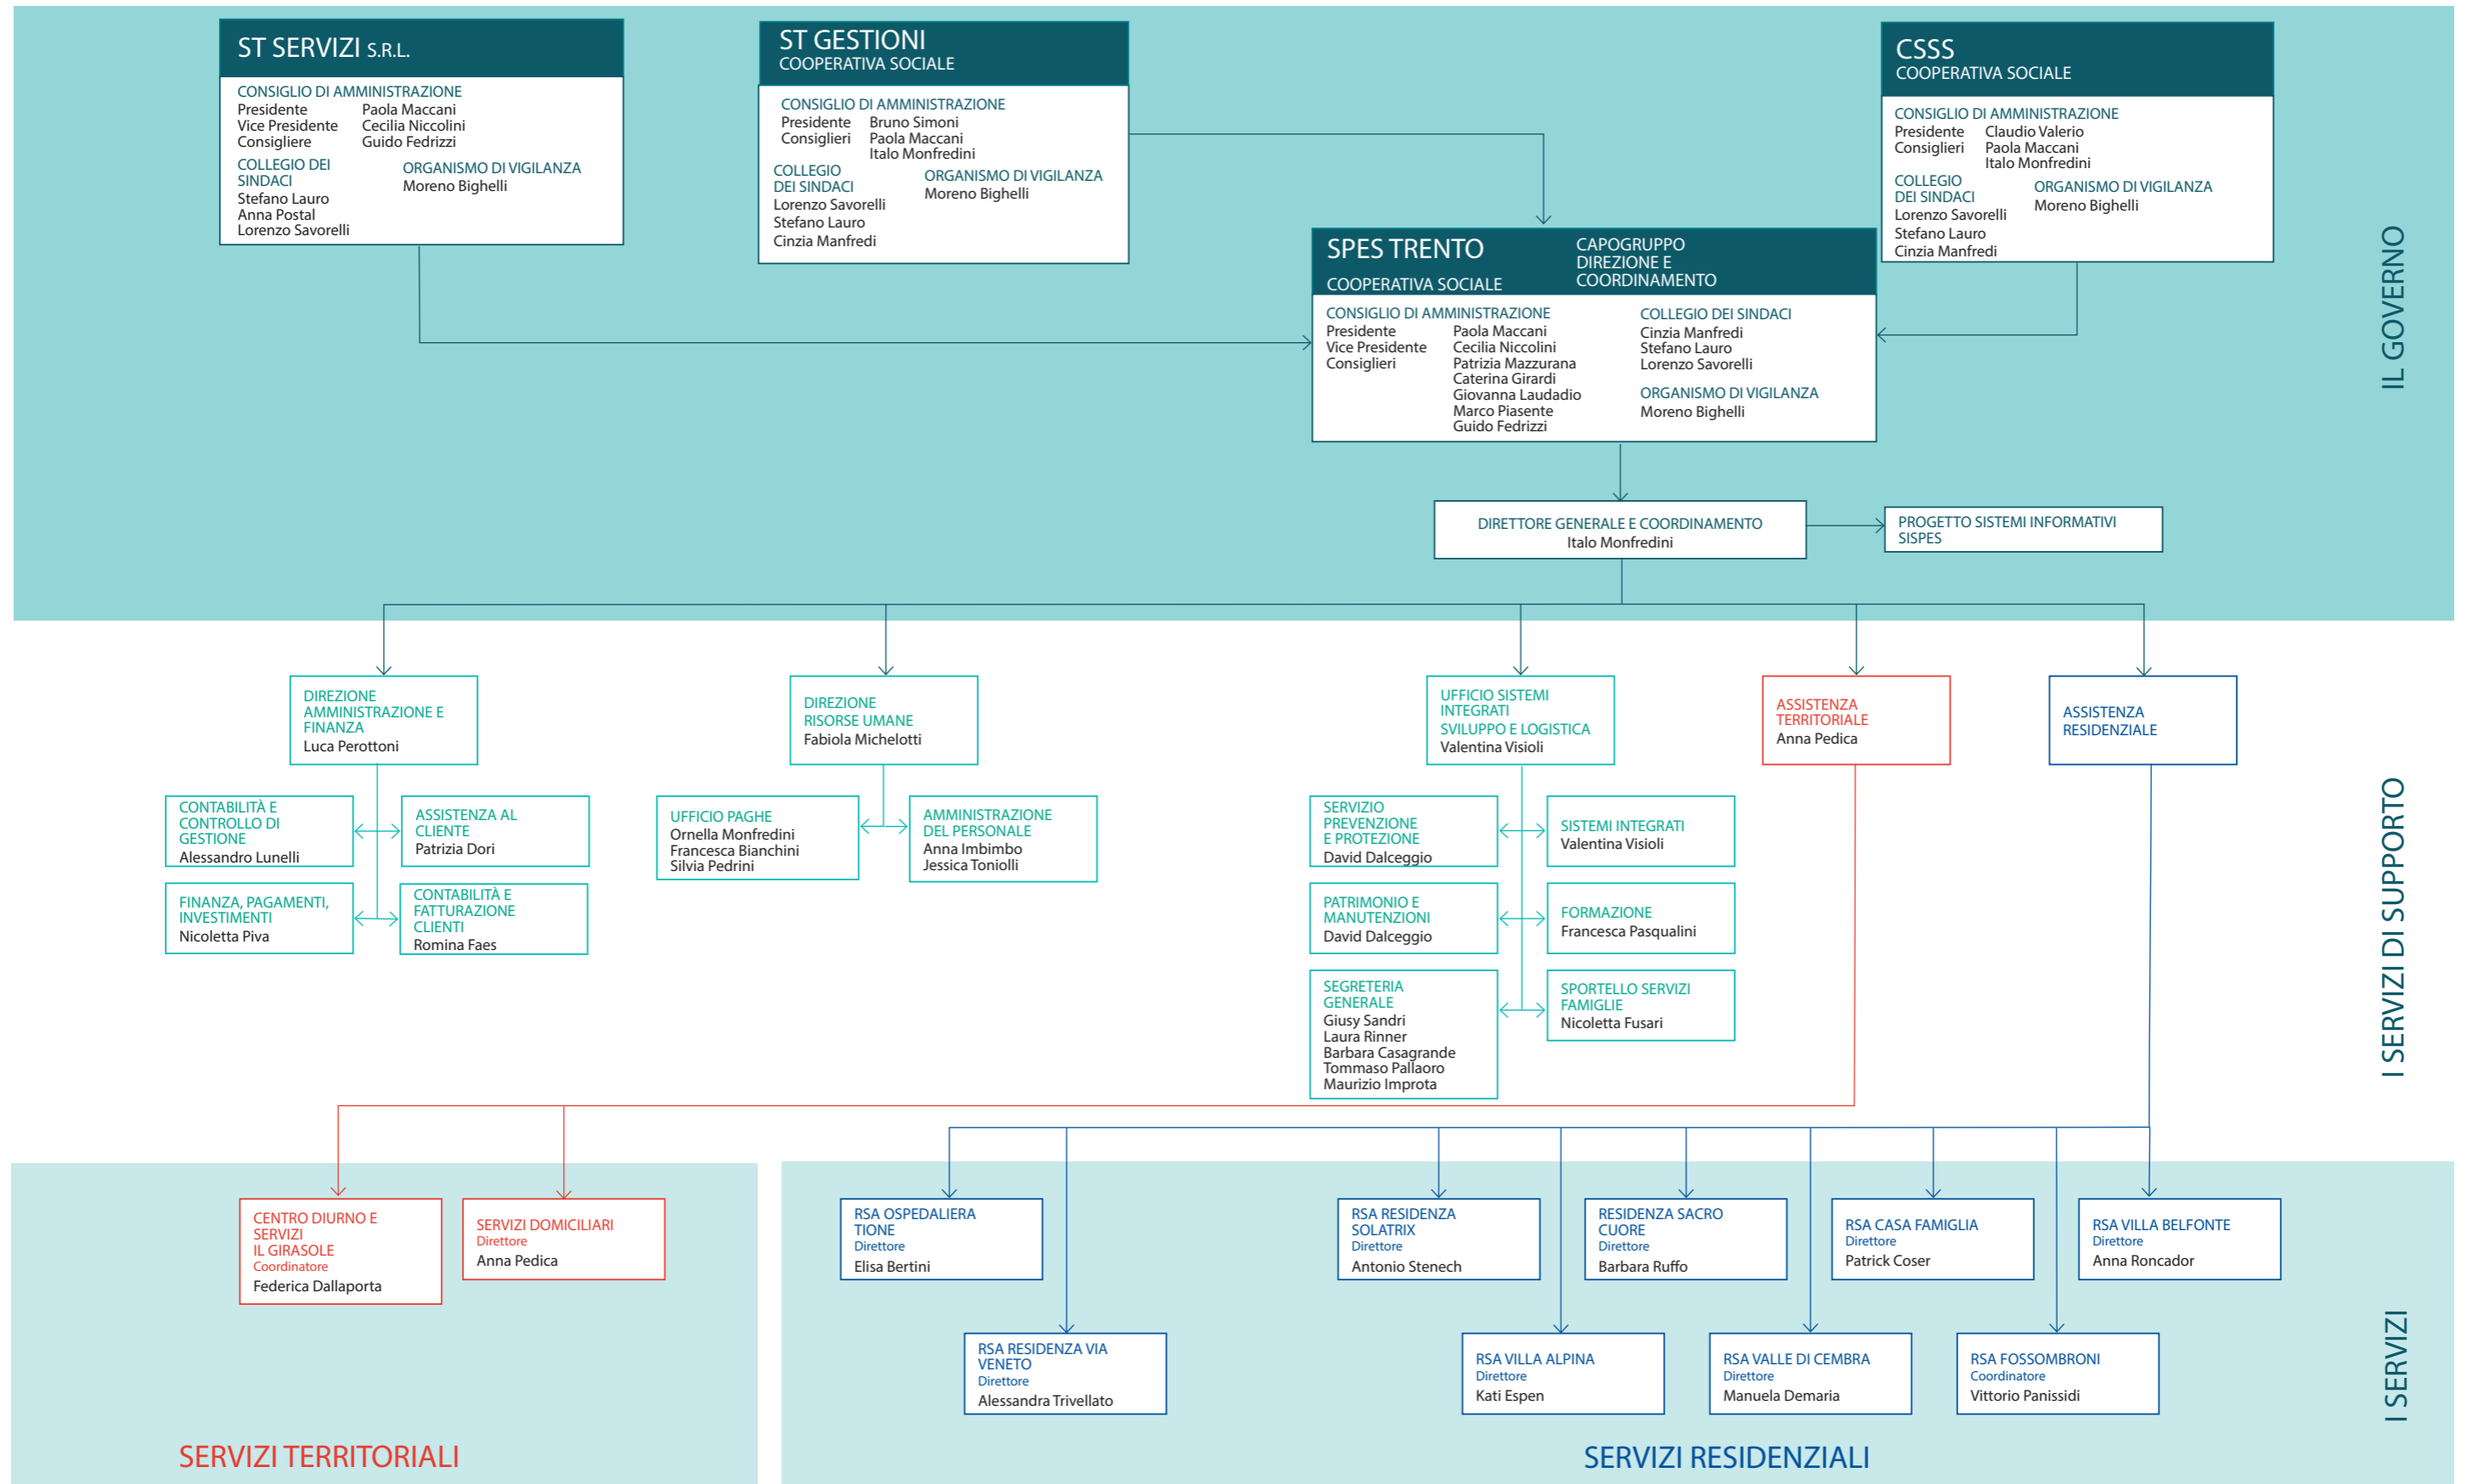 ST SERVIZI S.R.L.
CONSIGLIO DI AMMINISTRAZIONE
Presidente Paola Maccani
Vice Presidente Cecilia Niccolini
Consigliere Guido Fedrizzi
COLLEGIO DEI
SINDACI
Stefano Lauro
Anna Postal
Lorenzo Savorelli
ORGANISMO DI VIGILANZA
Moreno Bighelli
ST GESTIONI
COOPERATIVA SOCIALE
CONSIGLIO DI AMMINISTRAZIONE
Presidente Bruno Simoni
Consiglieri Paola Maccani
Italo Monfredini
COLLEGIO
DEI SINDACI
Lorenzo Savorelli
Stefano Lauro
Cinzia Manfredi
ORGANISMO DI VIGILANZA
Moreno Bighelli
CSSS
COOPERATIVA SOCIALE
CONSIGLIO DI AMMINISTRAZIONE
Presidente Claudio Valerio
Consiglieri Paola Maccani
Italo Monfredini
COLLEGIO
DEI SINDACI
Lorenzo Savorelli
Stefano Lauro
Cinzia Manfredi
ORGANISMO DI VIGILANZA
Moreno Bighelli
SPES TRENTO
COOPERATIVA SOCIALE
CAPOGRUPPO
DIREZIONE E
COORDINAMENTO
CONSIGLIO DI AMMINISTRAZIONE
Presidente Paola Maccani
Vice Presidente Cecilia Niccolini
Consiglieri Patrizia Mazzurana
Caterina Girardi
Giovanna Laudadio
Marco Piasente
Guido Fedrizzi
COLLEGIO DEI SINDACI
Cinzia Manfredi
Stefano Lauro
Lorenzo Savorelli
ORGANISMO DI VIGILANZA
Moreno Bighelli
IL GOVERNO
DIRETTORE GENERALE E COORDINAMENTO
Italo Monfredini
PROGETTO SISTEMI INFORMATIVI
SISPES
DIREZIONE
AMMINISTRAZIONE E
FINANZA
Luca Perottoni
DIREZIONE
RISORSE UMANE
Fabiola Michelotti
UFFICIO SISTEMI
INTEGRATI
SVILUPPO E LOGISTICA
Valentina Visioli
ASSISTENZA
TERRITORIALE
Anna Pedica
ASSISTENZA
RESIDENZIALE
CONTABILITÀ E
CONTROLLO DI
GESTIONE
Alessandro Lunelli
ASSISTENZA AL
CLIENTE
Patrizia Dori
FINANZA, PAGAMENTI,
INVESTIMENTI
Nicoletta Piva
CONTABILITÀ E
FATTURAZIONE
CLIENTI
Romina Faes
UFFICIO PAGHE
Ornella Monfredini
Francesca Bianchini
Silvia Pedrini
AMMINISTRAZIONE
DEL PERSONALE
Anna Imbimbo
Jessica Toniolli
SERVIZIO
PREVENZIONE
E PROTEZIONE
David Dalceggio
SISTEMI INTEGRATI
Valentina Visioli
PATRIMONIO E
MANUTENZIONI
David Dalceggio
FORMAZIONE
Francesca Pasqualini
SEGRETERIA
GENERALE
Giusy Sandri
Laura Rinner
Barbara Casagrande
Tommaso Pallaoro
Maurizio Improta
SPORTELLO SERVIZI
FAMIGLIE
Nicoletta Fusari
I SERVIZI DI SUPPORTO
CENTRO DIURNO E
SERVIZI
IL GIRASOLE
Coordinatore
Federica Dallaporta
SERVIZI DOMICILIARI
Direttore
Anna Pedica
RSA OSPEDALIERA
TIONE
Direttore
Elisa Bertini
RSA RESIDENZA
SOLATRIX
Direttore
Antonio Stenech
RESIDENZA SACRO
CUORE
Direttore
Barbara Ruffo
RSA CASA FAMIGLIA
Direttore
Patrick Coser
RSA VILLA BELFONTE
Direttore
Anna Roncador
RSA RESIDENZA VIA
VENETO
Direttore
Alessandra Trivellato
RSA VILLA ALPINA
Direttore
Kati Espen
RSA VALLE DI CEMBRA
Direttore
Manuela Demaria
RSA FOSSOMBRONI
Coordinatore
Vittorio Panissidi
I SERVIZI
SERVIZI TERRITORIALI
SERVIZI RESIDENZIALI